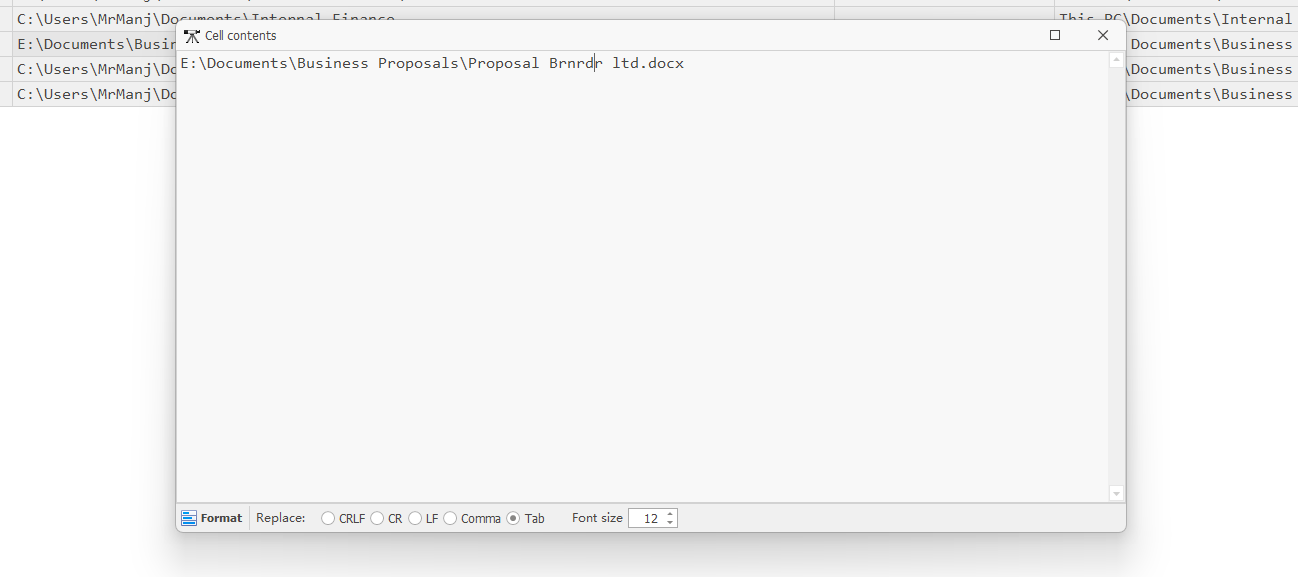 C:\Users\MrManj\Documents\Internal Finance
This PC\Documents\Internal
Cell contents
E:\Documents\Busin
\Documents\Business
E:\Documents\Business Proposals\Proposal Brnrdr ltd.docx
C:\Users\MrManj\Do
\Documents\Business
C:\Users\MrManj\Do
\Documents\Business
Format Replace: CRLF CR LF Comma Tab Font size 12